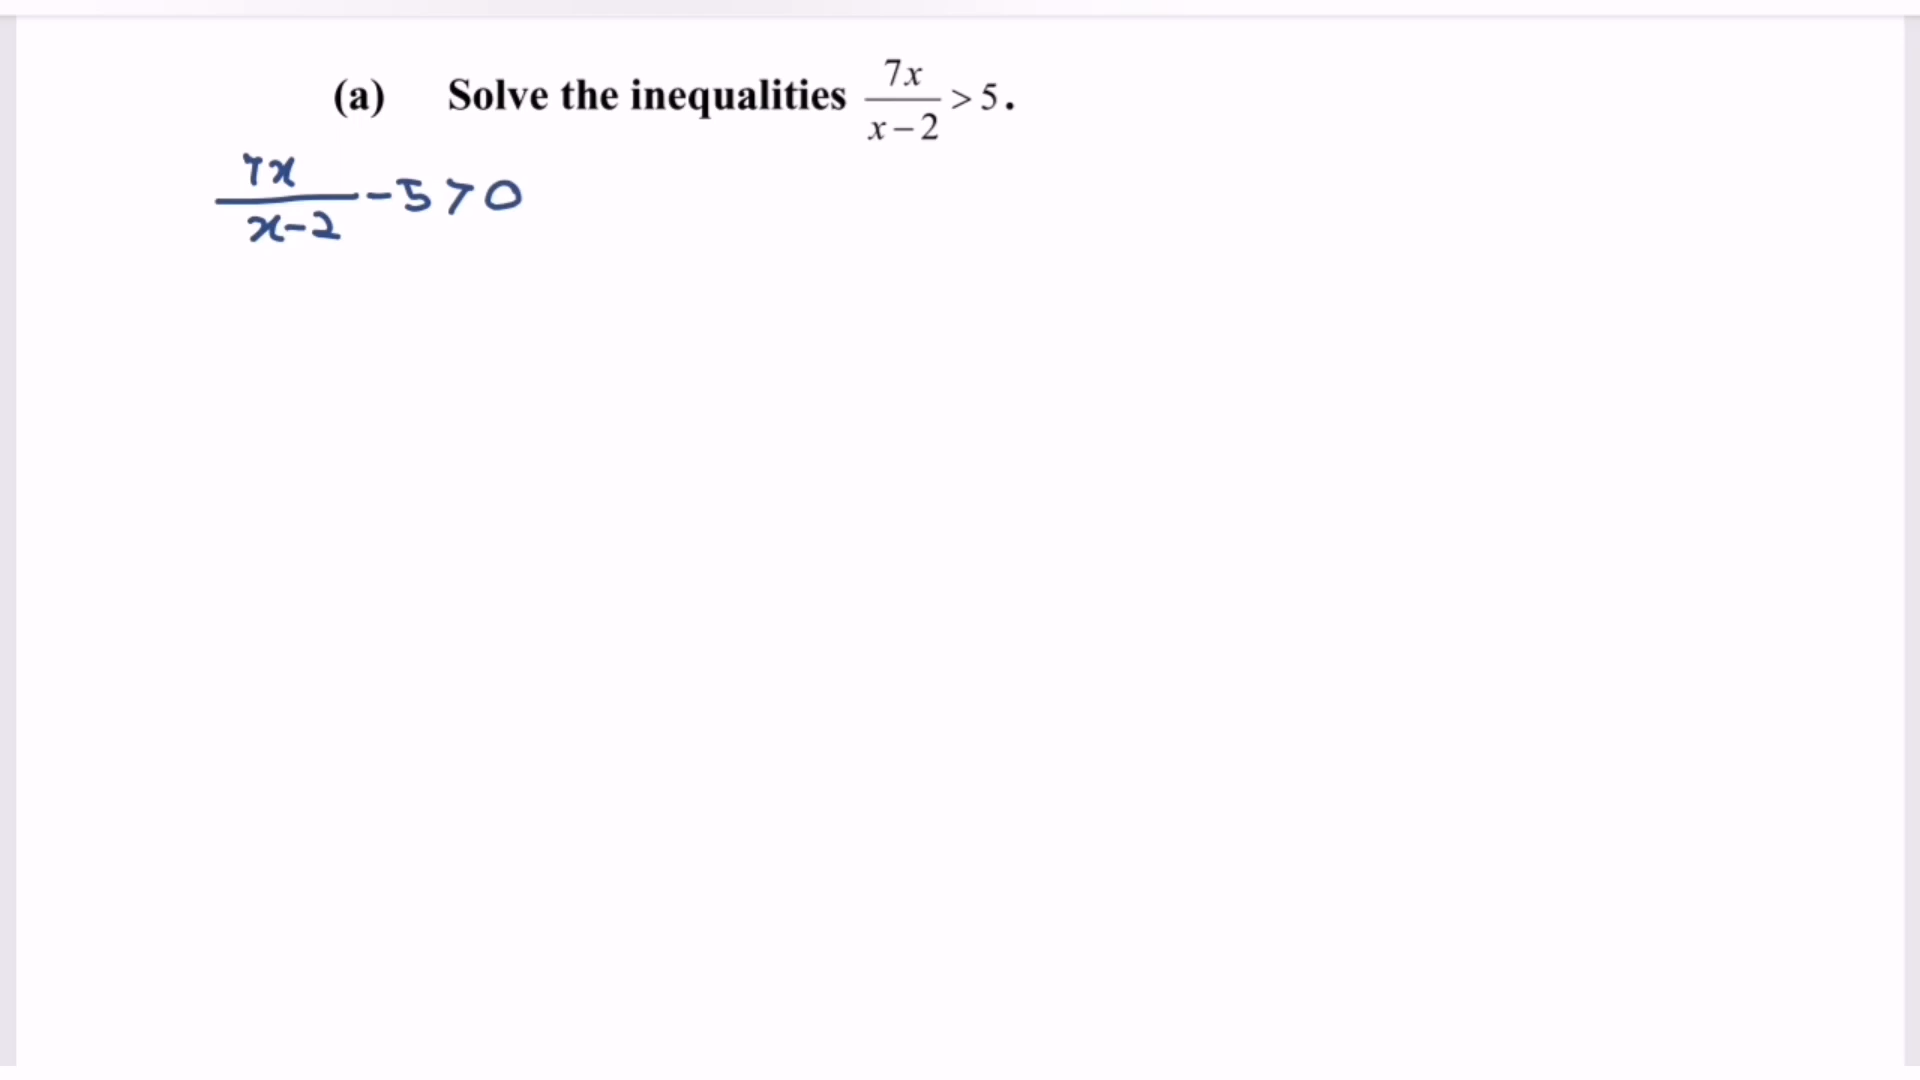 (a) Solve the inequalities 7x/(x − 2) > 5.
7x/(x-2) - 5 > 0